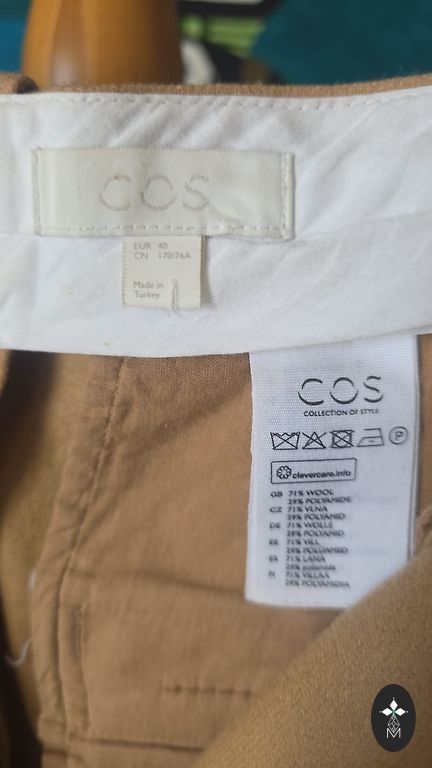 COS
EUR 40
CN 170/76A
Made in
Turkey
COS
COLLECTION OF STYLE
P
clevercare.info
GB 71% WOOL
29% POLYAMIDE
CZ 71% VLNA
29% POLYAMID
DE 71% WOLLE
29% POLYAMID
EE 71% VILL
29% POLÜAMIID
ES 71% LANA
29% poliamida
FI 71% VILLAA
29% POLYAMIDIA
M